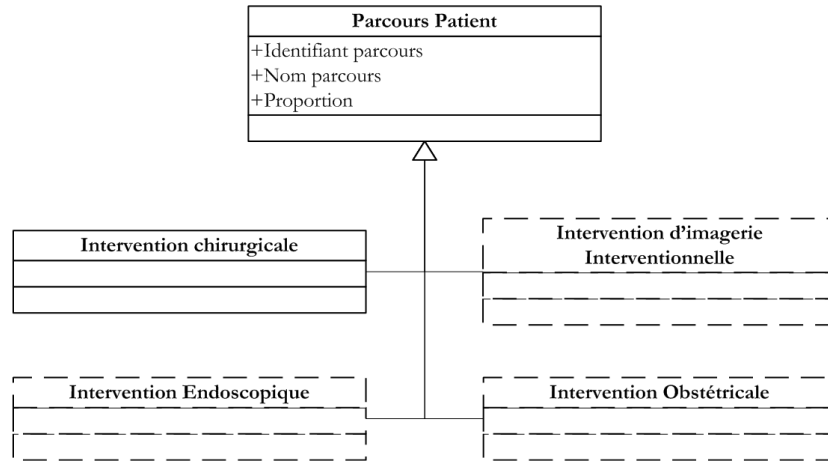 Parcours Patient
+Identifiant parcours
+Nom parcours
+Proportion
Intervention chirurgicale
Intervention d'imagerie
Interventionnelle
Intervention Endoscopique
Intervention Obstétricale